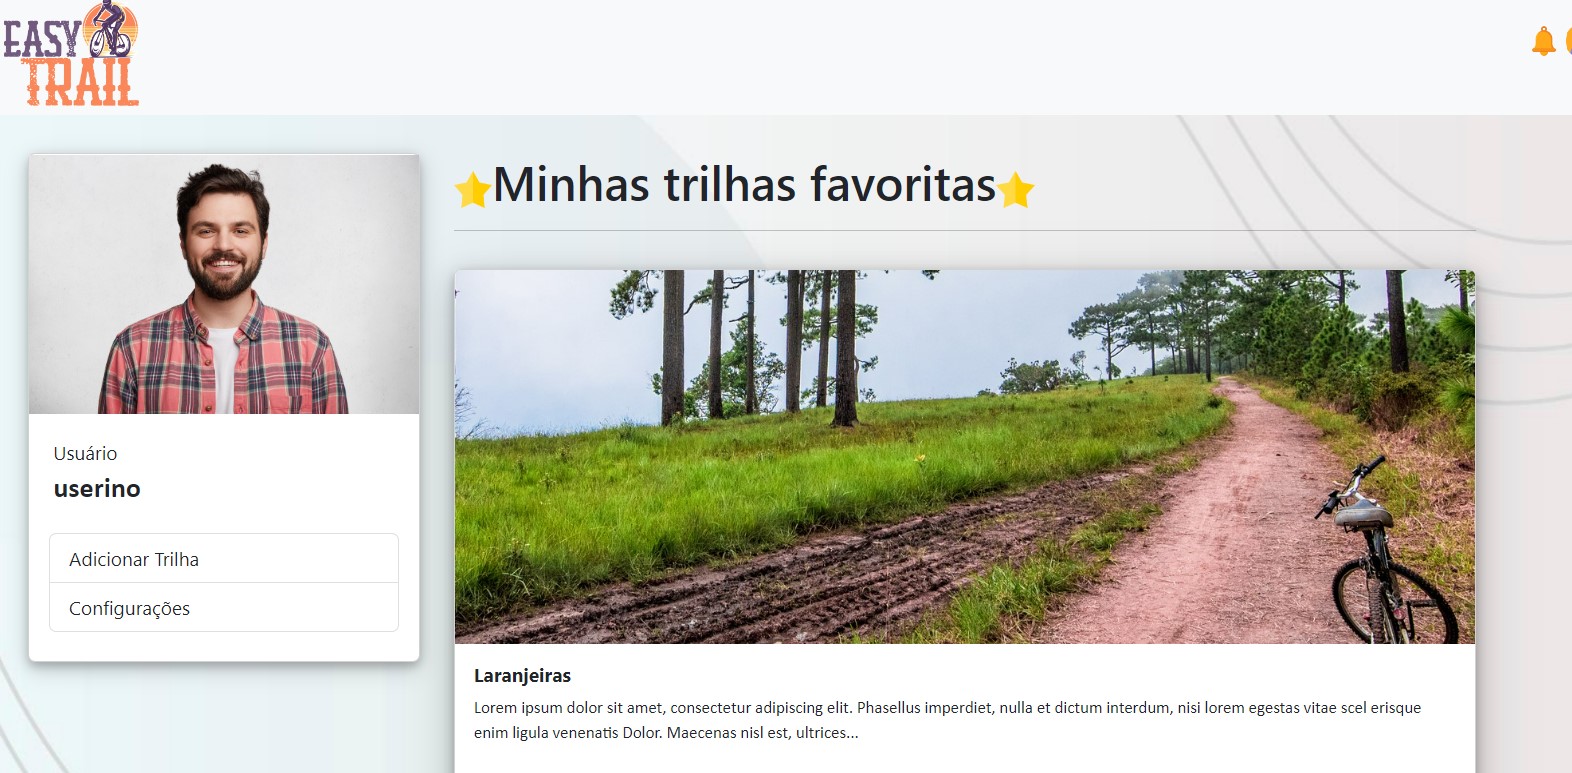 EASY
TRAIL
Minhas trilhas favoritas
Usuário
userino
Adicionar Trilha
Configurações
Laranjeiras
Lorem ipsum dolor sit amet, consectetur adipiscing elit. Phasellus imperdiet, nulla et dictum interdum, nisi lorem egestas vitae scel erisque
enim ligula venenatis Dolor. Maecenas nisl est, ultrices...